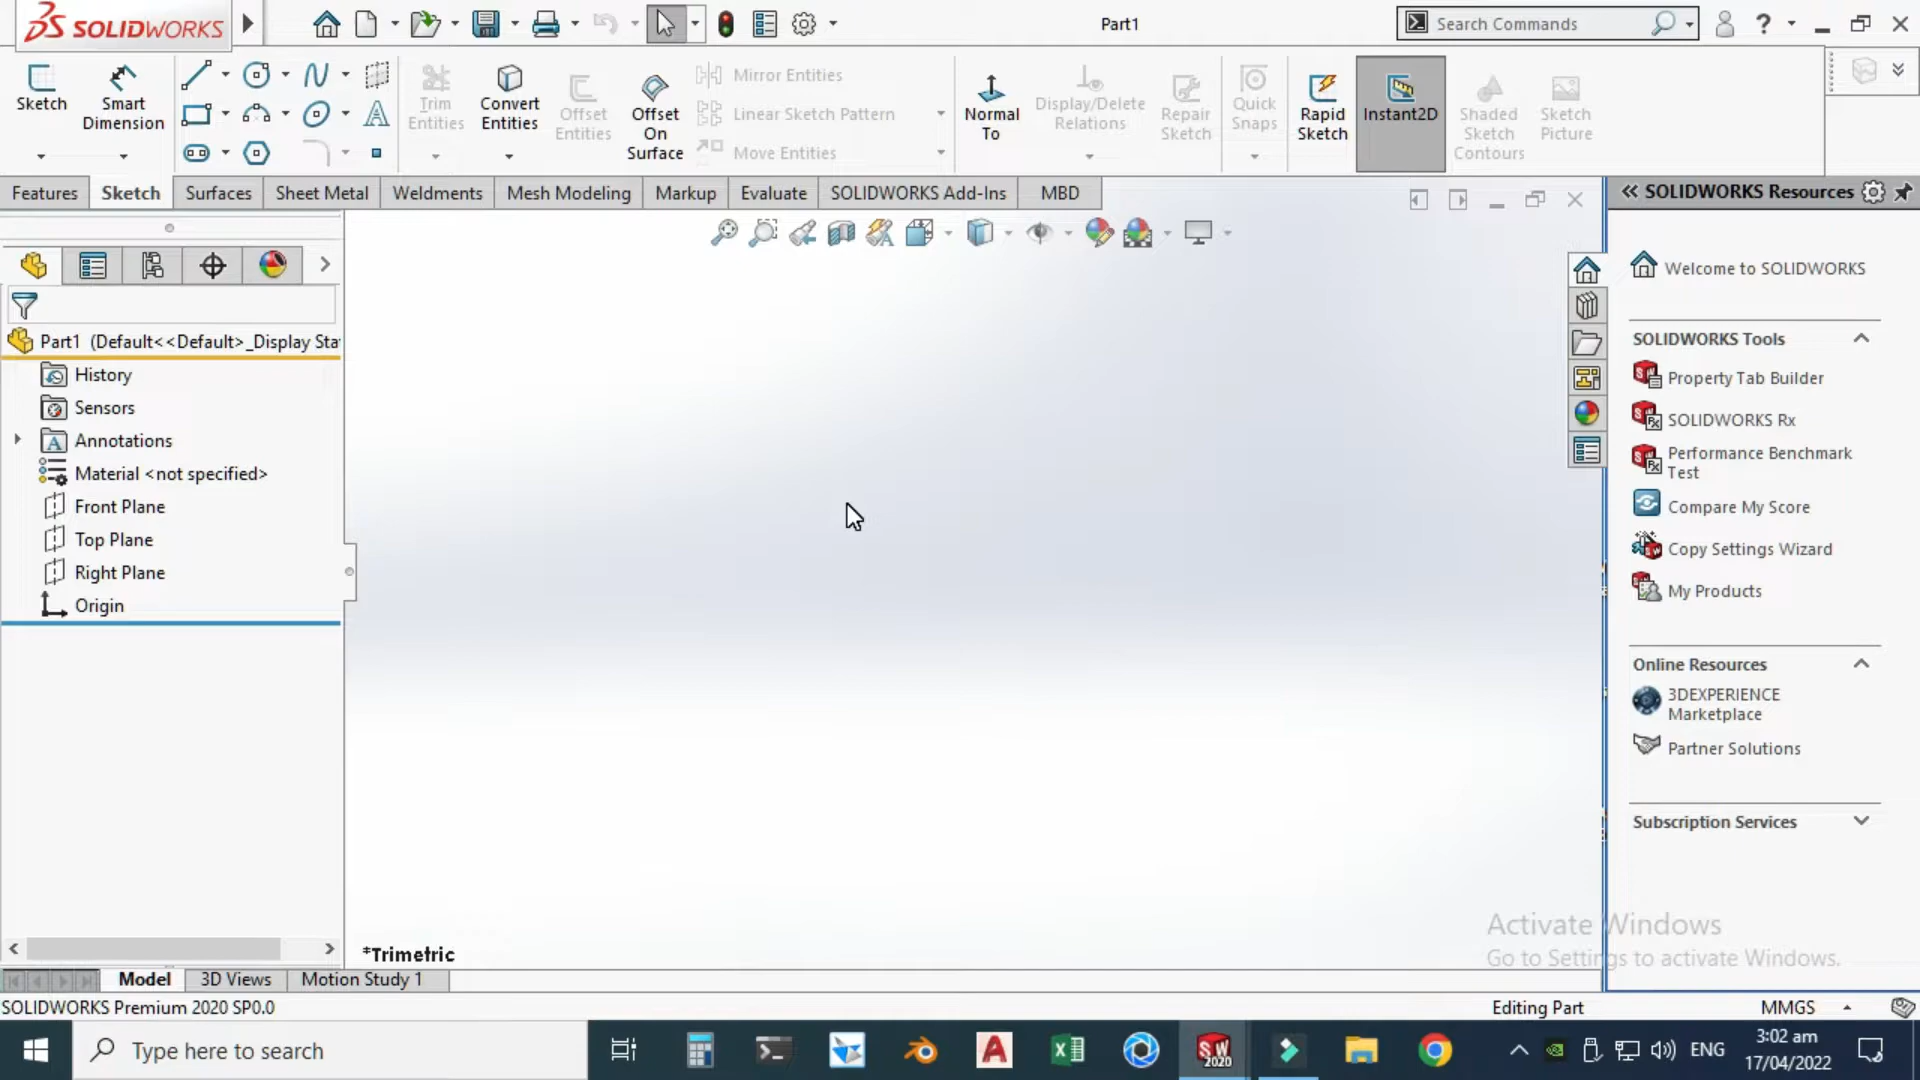 SOLIDWORKS
Part1
Search Commands
Sketch
Smart
Dimension
Trim
Entities
Convert
Entities
Offset
Entities
Offset
On
Surface
Mirror Entities
Linear Sketch Pattern
Move Entities
Normal
To
Display/Delete
Relations
Repair
Sketch
Quick
Snaps
Rapid
Sketch
Instant2D
Shaded
Sketch
Contours
Sketch
Picture
Features
Sketch
Surfaces
Sheet Metal
Weldments
Mesh Modeling
Markup
Evaluate
SOLIDWORKS Add-Ins
MBD
SOLIDWORKS Resources
Part1 (Default<<Default>_Display Sta
History
Sensors
Annotations
Material <not specified>
Front Plane
Top Plane
Right Plane
Origin
*Trimetric
Welcome to SOLIDWORKS
SOLIDWORKS Tools
Property Tab Builder
SOLIDWORKS Rx
Performance Benchmark
Test
Compare My Score
Copy Settings Wizard
My Products
Online Resources
3DEXPERIENCE
Marketplace
Partner Solutions
Subscription Services
Activate Windows
Go to Settings to activate Windows.
Model
3D Views
Motion Study 1
SOLIDWORKS Premium 2020 SP0.0
Editing Part
MMGS
Type here to search
SW
2020
ENG
3:02 am
17/04/2022